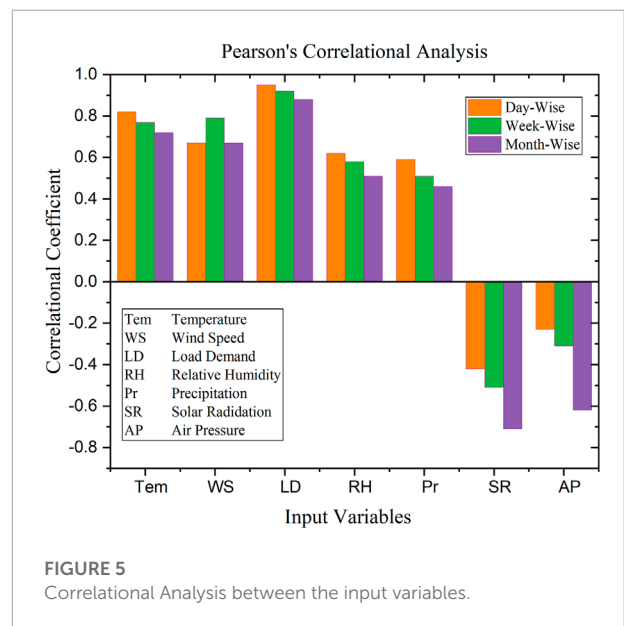 Pearson's Correlational Analysis
1.0
0.8
0.6
0.4
0.2
0.0
-0.2
-0.4
-0.6
-0.8
Correlational Coefficient
Day-Wise
Week-Wise
Month-Wise
Tem Temperature
WS Wind Speed
LD Load Demand
RH Relative Humidity
Pr Precipitation
SR Solar Radidation
AP Air Pressure
Tem WS LD RH Pr SR AP
Input Variables
FIGURE 5
Correlational Analysis between the input variables.